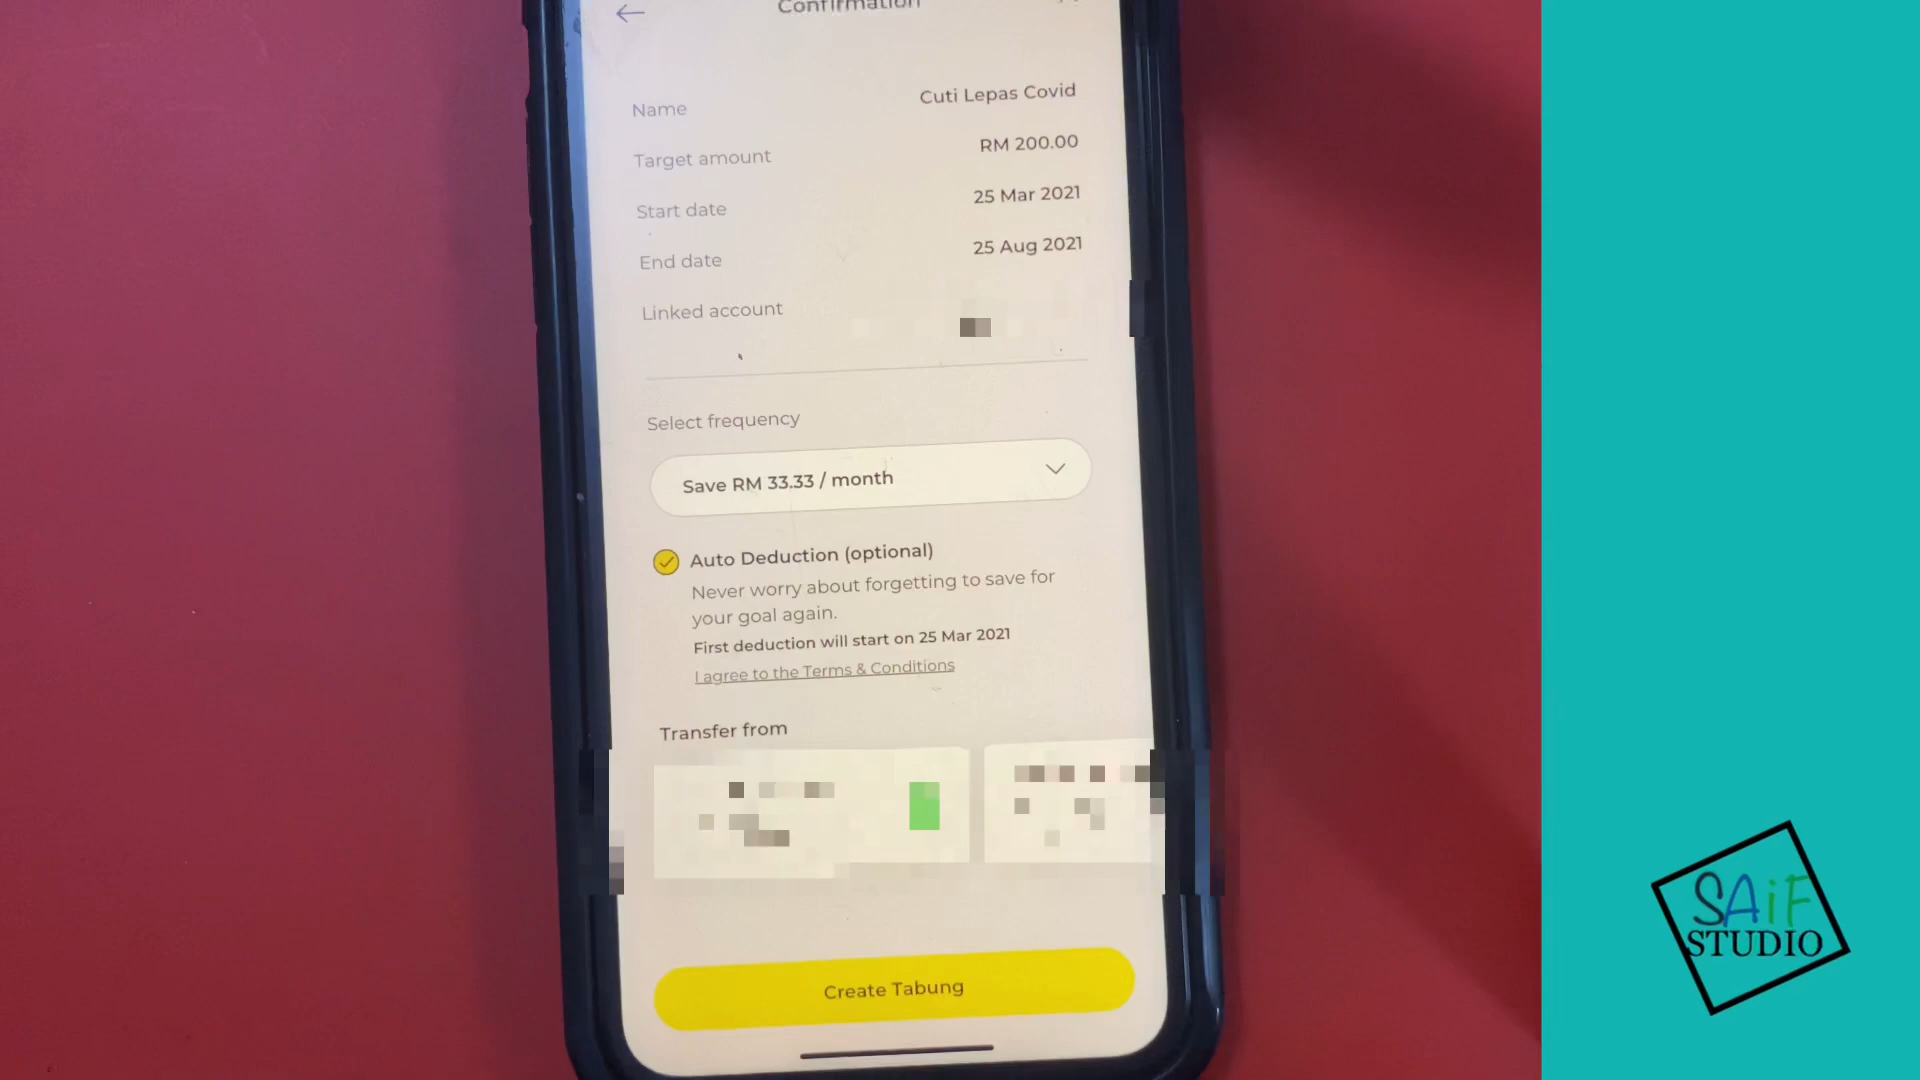 Confirmation
Name Cuti Lepas Covid
Target amount RM 200.00
Start date 25 Mar 2021
End date 25 Aug 2021
Linked account
Select frequency
Save RM 33.33 / month
Auto Deduction (optional)
Never worry about forgetting to save for
your goal again.
First deduction will start on 25 Mar 2021
I agree to the Terms & Conditions
Transfer from
Create Tabung
SAiF
STUDIO